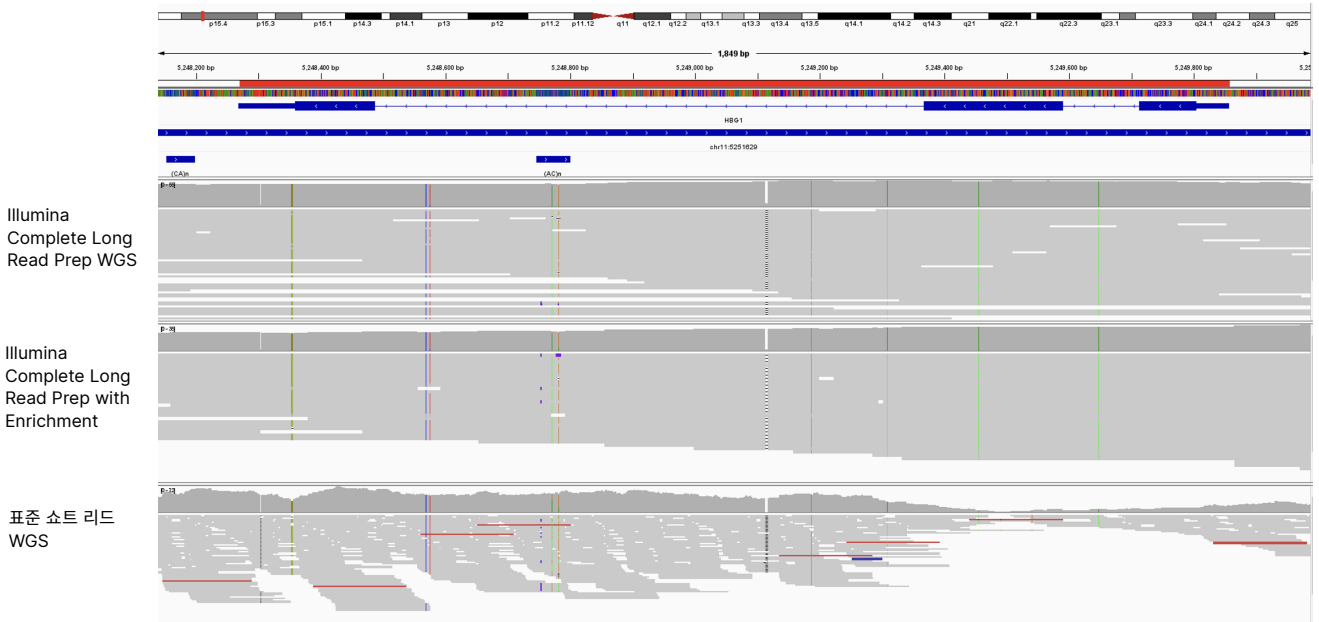 p15.4 p15.3 p15.1 p14.3 p14.1 p13 p12 p11.2 p11.12 q11 q12.1 q12.2 q13.1 q13.3 q13.4 q13.5 q14.1 q14.2 q14.3 q21 q22.1 q22.3 q23.3 q24.1 q24.2 q24.3 q25
1,849 bp
5,248,200 bp 5,248,400 bp 5,248,600 bp 5,248,800 bp 5,249,000 bp 5,249,200 bp 5,249,400 bp 5,249,600 bp 5,249,800 bp 5,25
HBG1
chr11:5251629
(CA)n (AC)n
Illumina
Complete Long
Read Prep WGS
Illumina
Complete Long
Read Prep with
Enrichment
표준 쇼트 리드
WGS